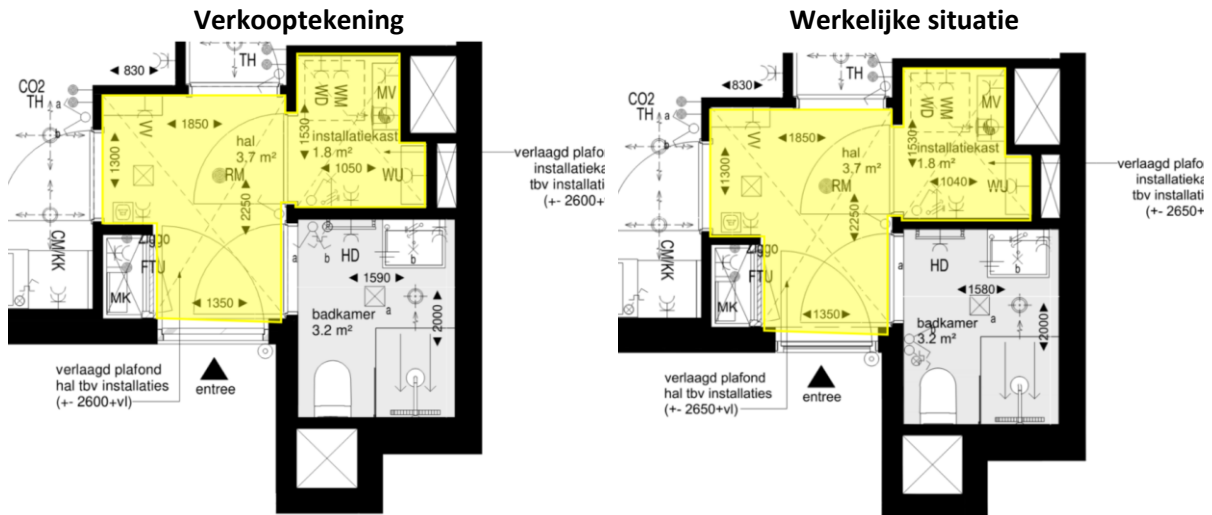 Verkooptekening
TH
830
CO2
TH
a
VV
1850
1300
hal
3.7 m²
RM
2250
WD
WM
MV
1530
installatiekast
1.8 m²
1050
WU
verlaagd plafond
tbv installati
(+- 2600+v
CM/KK
Ziggo
FTU
MK
1350
a
b
HD
b
1590
a
badkamer
3.2 m²
2000
verlaagd plafond
hal tbv installaties
(+- 2600+vl)
entree
Werkelijke situatie
TH
830
CO2
TH
a
VV
1850
1300
hal
3.7 m²
RM
2250
WD
WM
MV
1530
installatiekast
1.8 m²
1040
WU
verlaagd plafo
installatieka
tbv installati
(+- 2650+
CM/KK
Ziggo
FTU
MK
1350
a
HD
b
1580
a
badkamer
3.2 m²
2000
verlaagd plafond
hal tbv installaties
(+- 2650+vl)
entree